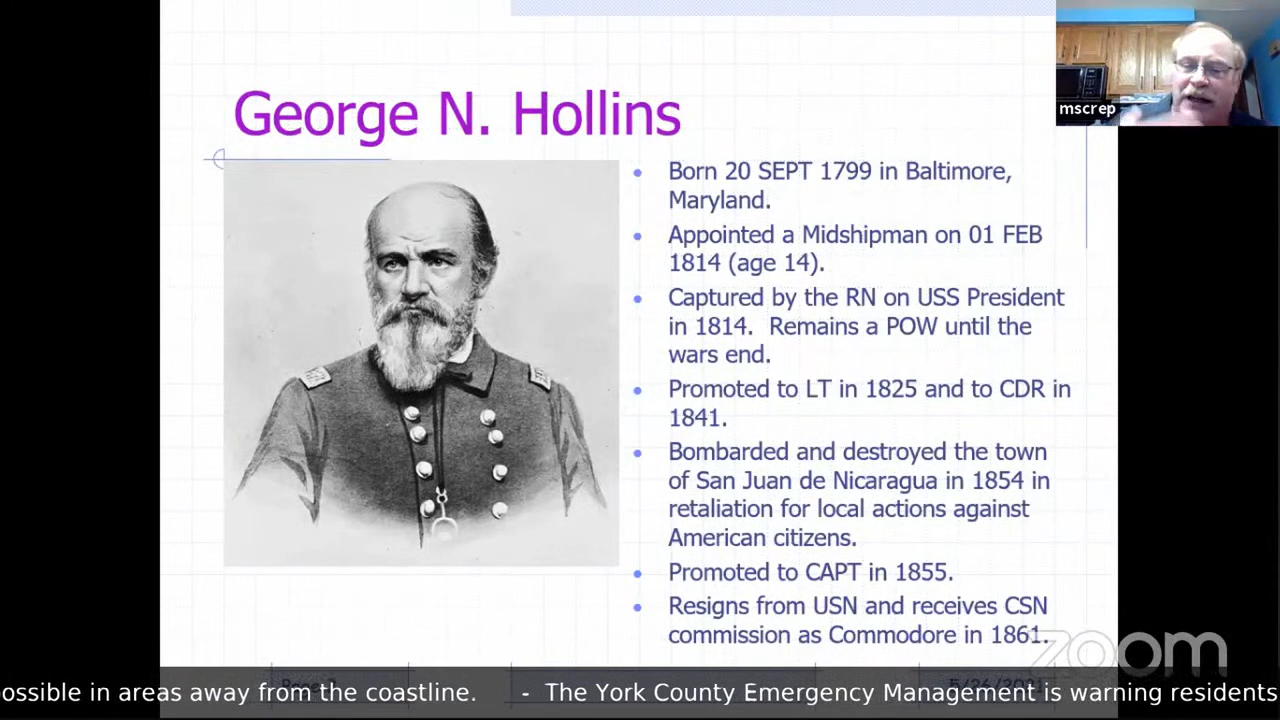 George N. Hollins
mscrep
Born 20 SEPT 1799 in Baltimore,
Maryland.
Appointed a Midshipman on 01 FEB
1814 (age 14).
Captured by the RN on USS President
in 1814.  Remains a POW until the
wars end.
Promoted to LT in 1825 and to CDR in
1841.
Bombarded and destroyed the town
of San Juan de Nicaragua in 1854 in
retaliation for local actions against
American citizens.
Promoted to CAPT in 1855.
Resigns from USN and receives CSN
commission as Commodore in 1861.
zoom
ossible in areas away from the coastline.  -  The York County Emergency Management is warning residents